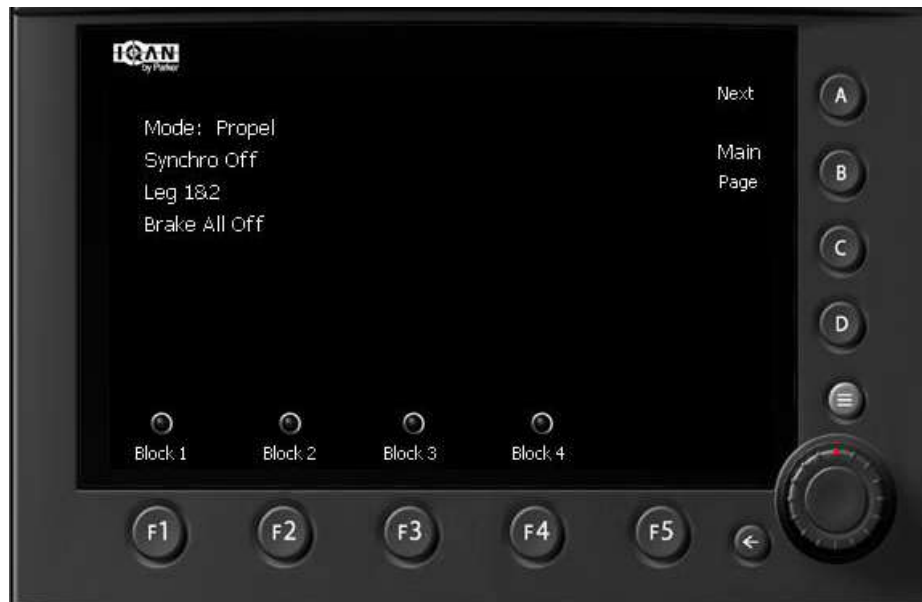 IQAN
by Parker
Next
Mode: Propel
Synchro Off
Main
Page
Leg 1&2
Brake All Off
Block 1
Block 2
Block 3
Block 4
A
B
C
D
F1
F2
F3
F4
F5